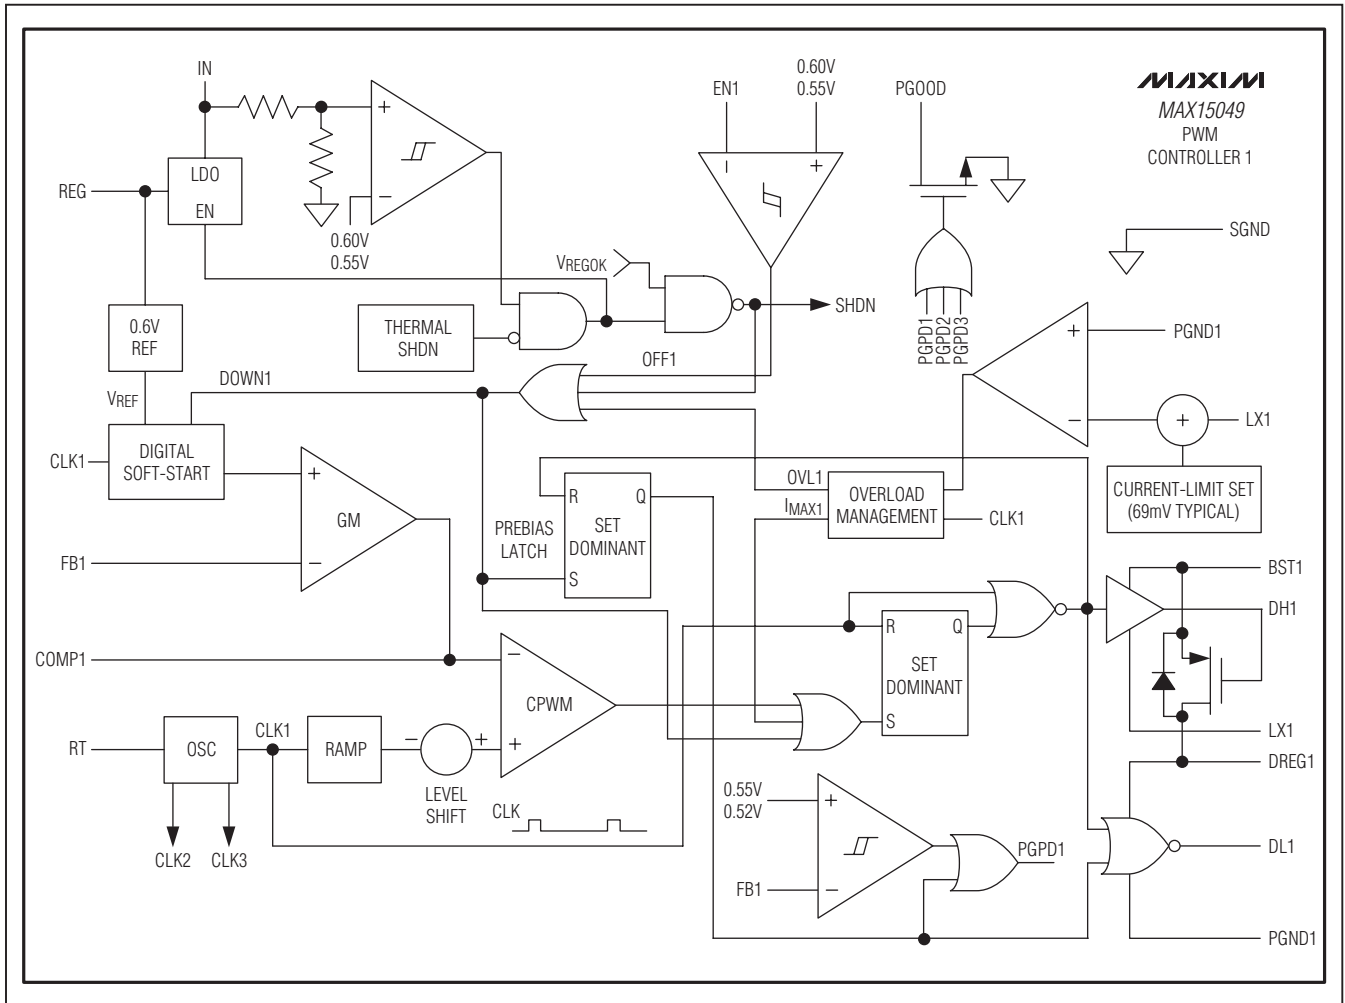 IN
0.60V
0.55V
EN1
PGOOD
MAXIM
MAX15049
PWM
CONTROLLER 1
LDO
EN
REG
+
−
0.60V
0.55V
−
+
SGND
VREGOK
SHDN
0.6V
REF
THERMAL
SHDN
PGPD1
PGPD2
PGPD3
+
PGND1
OFF1
DOWN1
VREF
−
+
LX1
CLK1
DIGITAL
SOFT-START
+
GM
−
R
Q
PREBIAS
LATCH
SET
DOMINANT
S
OVL1
IMAX1
OVERLOAD
MANAGEMENT
CLK1
CURRENT-LIMIT SET
(69mV TYPICAL)
FB1
BST1
DH1
R
Q
SET
DOMINANT
S
COMP1
−
CPWM
+
RT
OSC
CLK1
RAMP
−
+
LEVEL
SHIFT
LX1
DREG1
0.55V
0.52V
+
CLK
CLK2
CLK3
PGPD1
DL1
FB1
−
PGND1